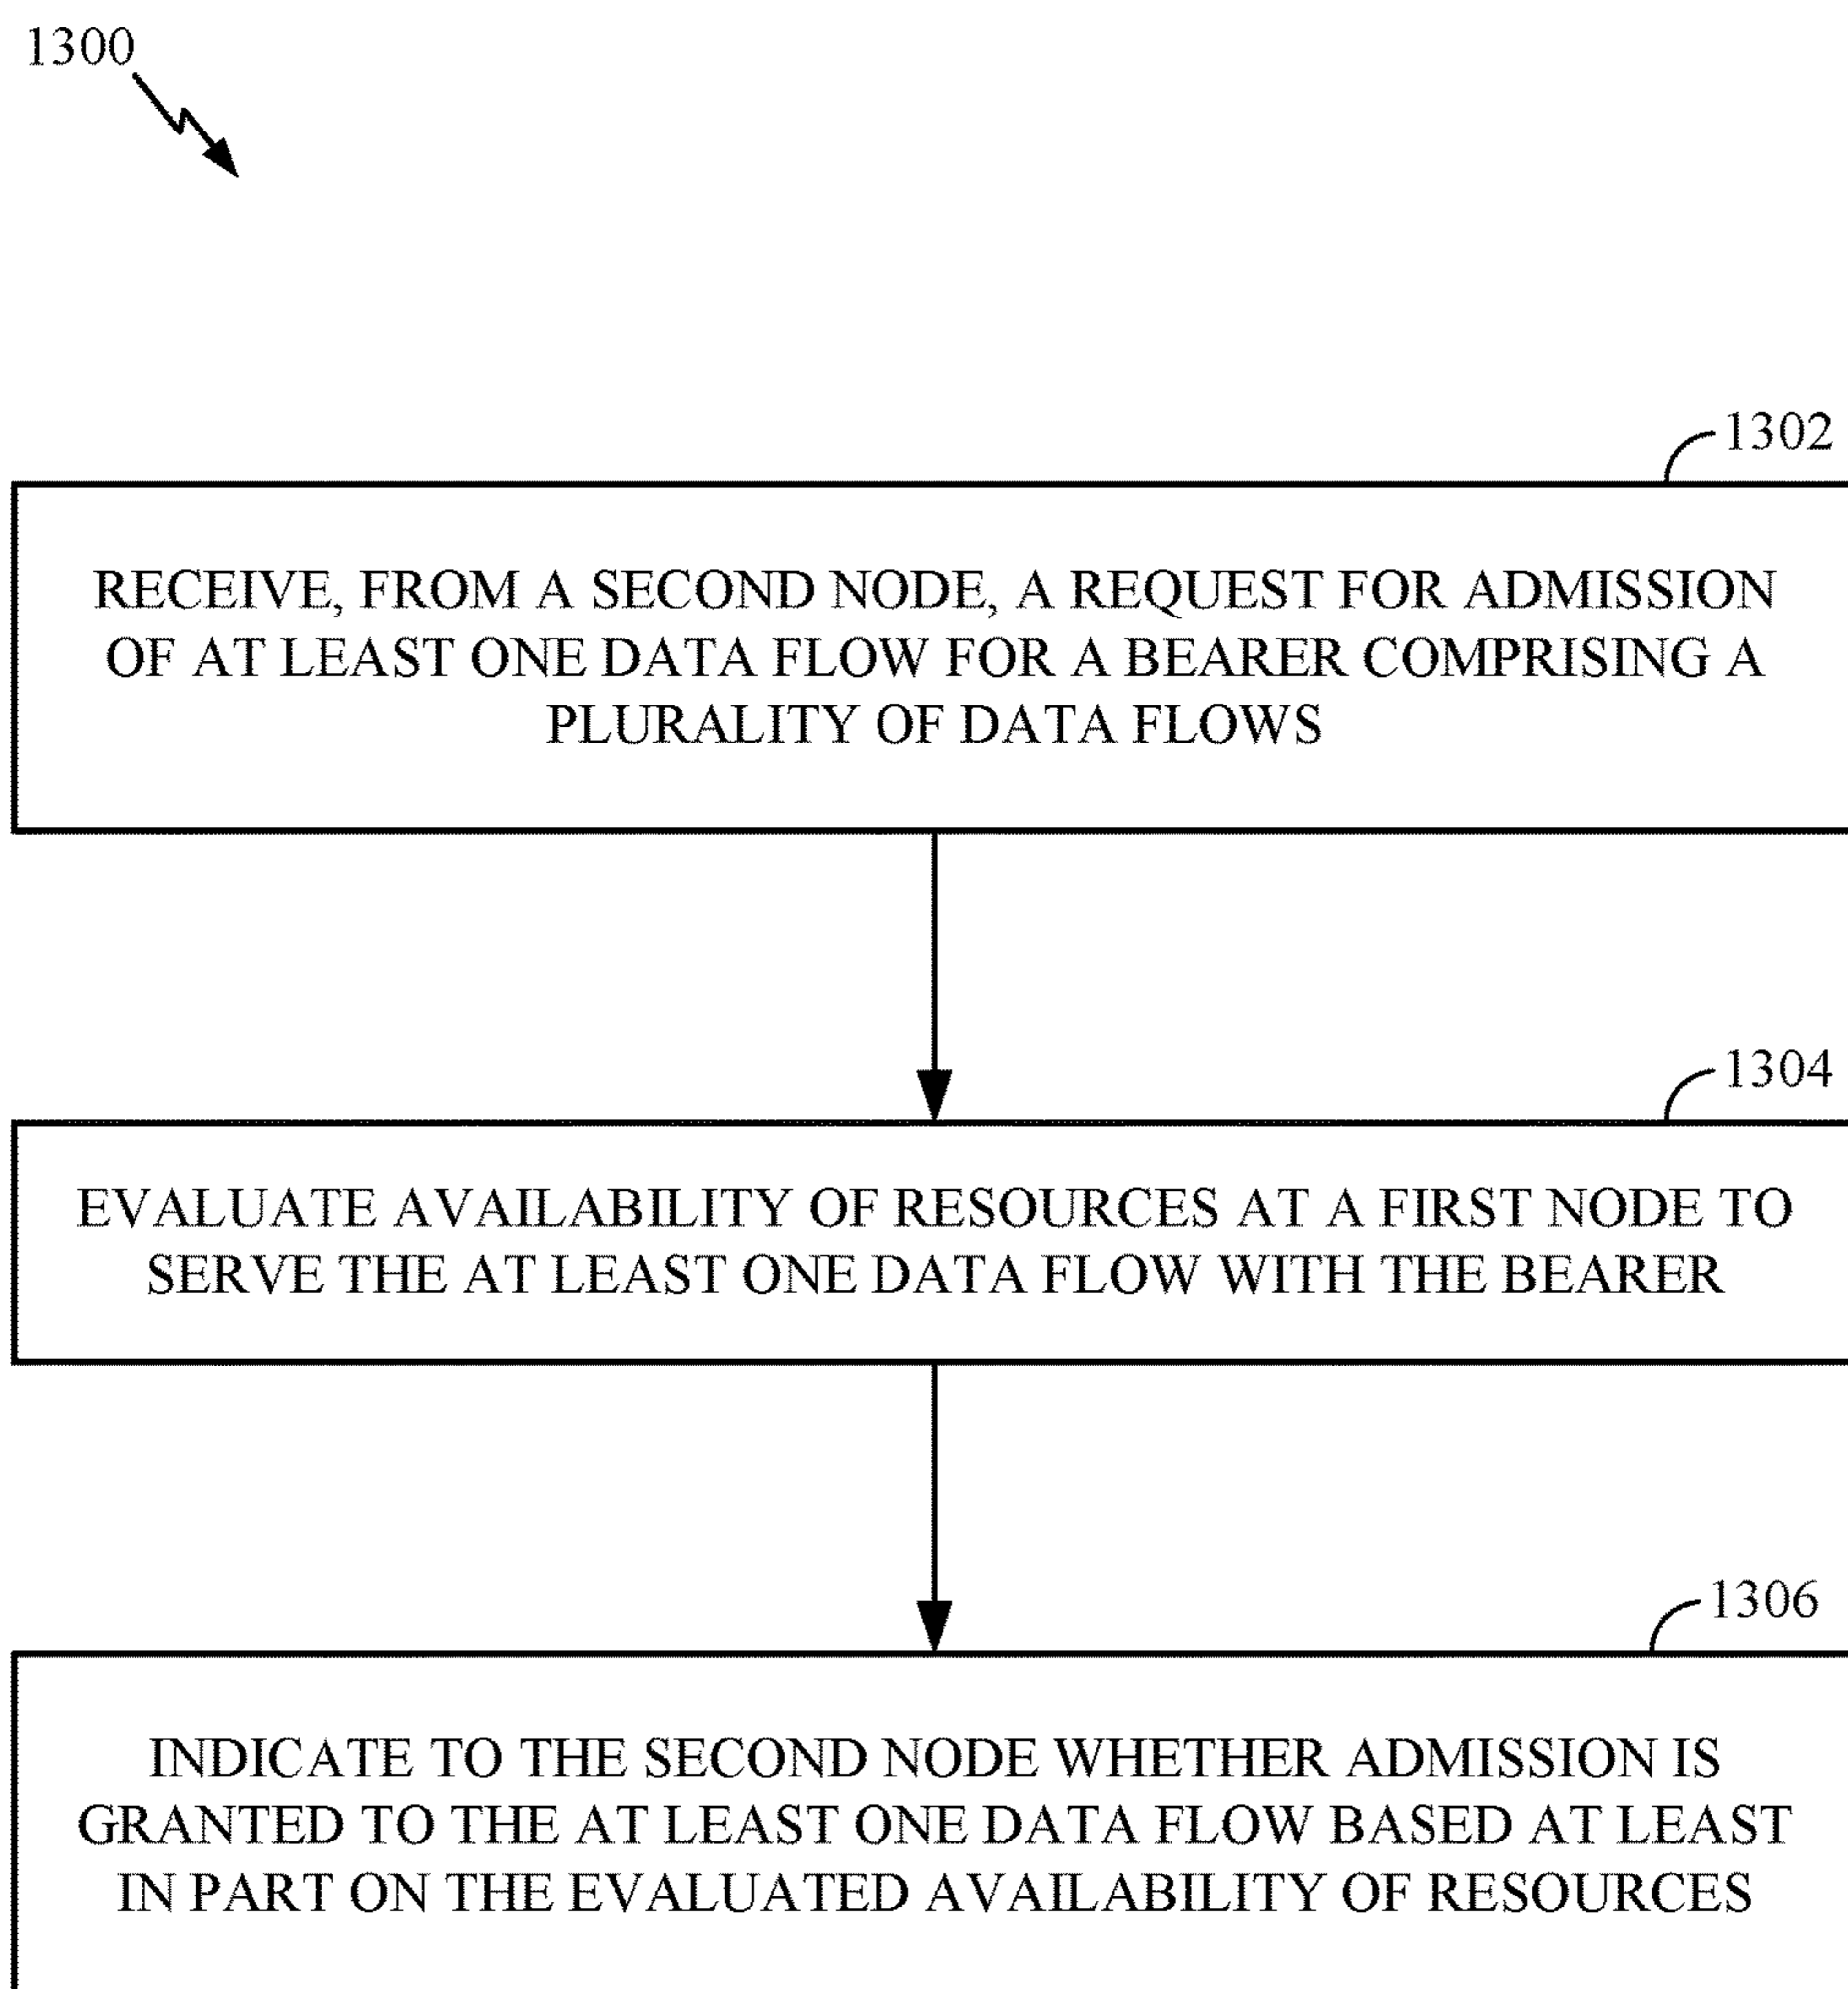 1300
1302
RECEIVE, FROM A SECOND NODE, A REQUEST FOR ADMISSION
OF AT LEAST ONE DATA FLOW FOR A BEARER COMPRISING A
PLURALITY OF DATA FLOWS
1304
EVALUATE AVAILABILITY OF RESOURCES AT A FIRST NODE TO
SERVE THE AT LEAST ONE DATA FLOW WITH THE BEARER
1306
INDICATE TO THE SECOND NODE WHETHER ADMISSION IS
GRANTED TO THE AT LEAST ONE DATA FLOW BASED AT LEAST
IN PART ON THE EVALUATED AVAILABILITY OF RESOURCES